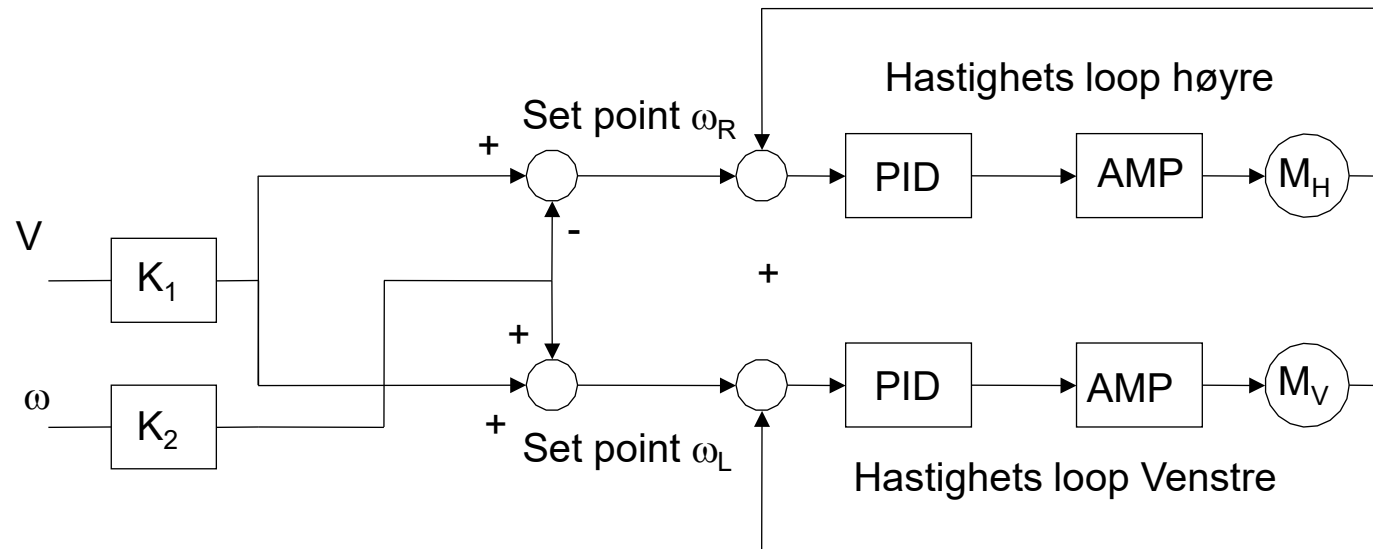 Hastighets loop høyre
Set point ωR
+
PID
AMP
MH
V
-
K1
+
+
PID
AMP
MV
ω
K2
+
Set point ωL
Hastighets loop Venstre